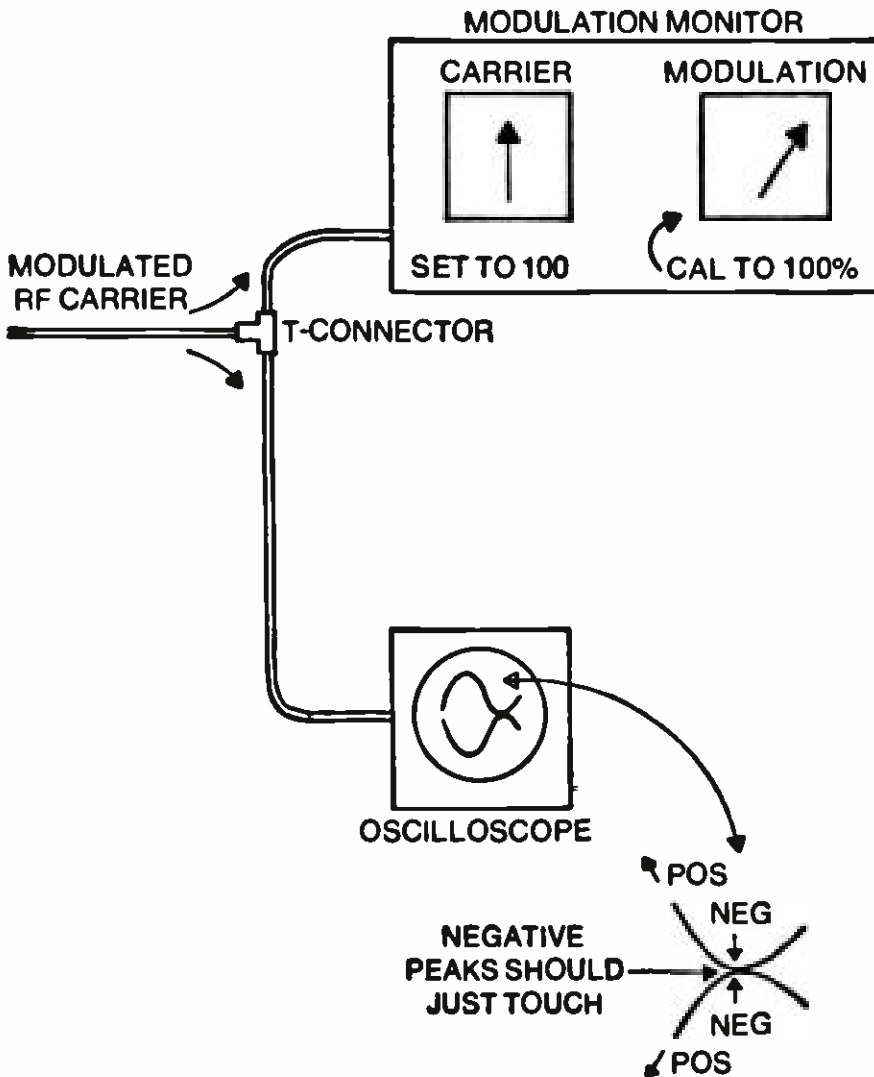 MODULATION MONITOR
CARRIER
MODULATION
SET TO 100
CAL TO 100%
MODULATED
RF CARRIER
T-CONNECTOR
OSCILLOSCOPE
POS
NEG
NEGATIVE
PEAKS SHOULD
JUST TOUCH
NEG
POS